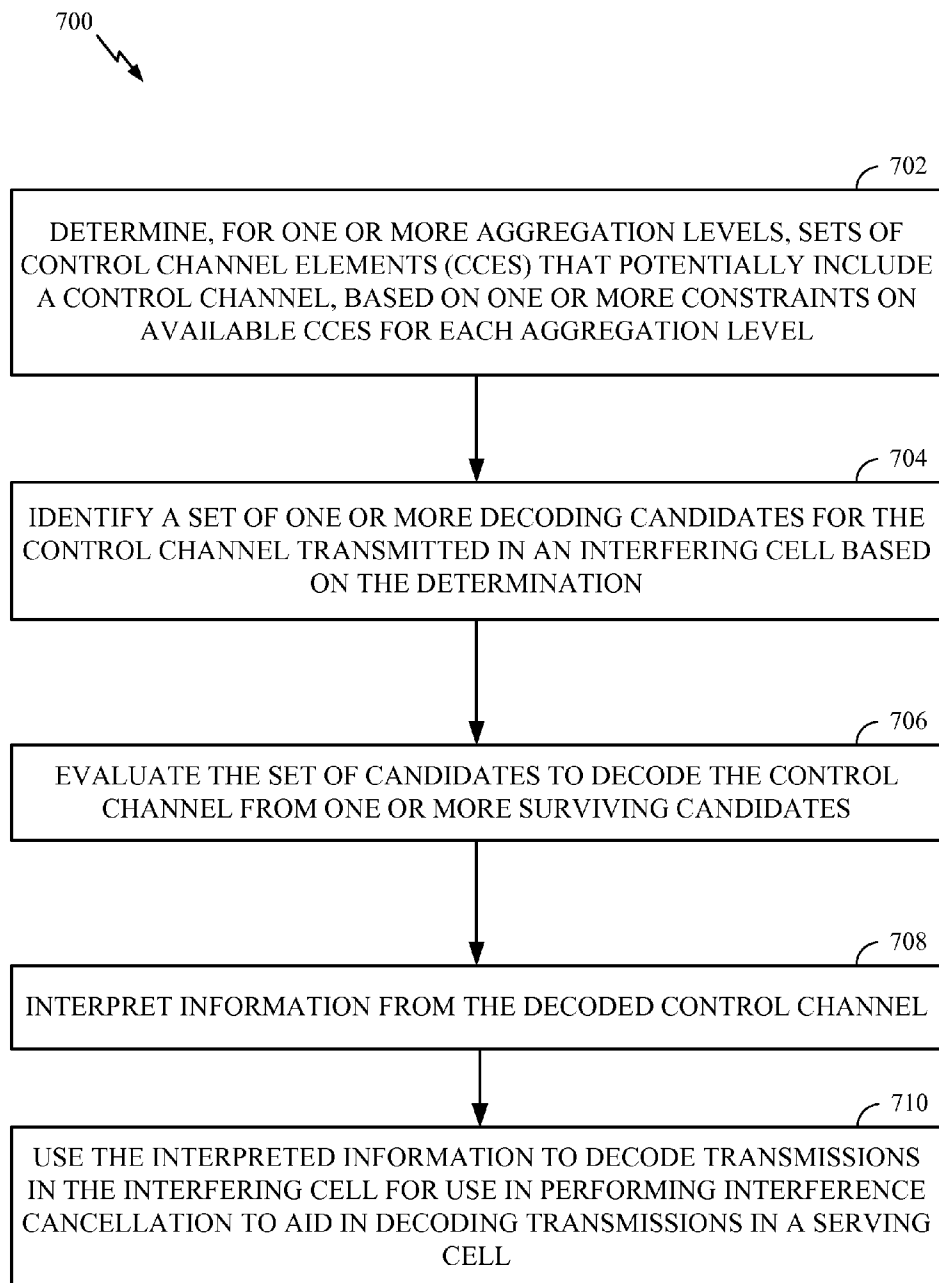 700
702
DETERMINE, FOR ONE OR MORE AGGREGATION LEVELS, SETS OF
CONTROL CHANNEL ELEMENTS (CCES) THAT POTENTIALLY INCLUDE
A CONTROL CHANNEL, BASED ON ONE OR MORE CONSTRAINTS ON
AVAILABLE CCES FOR EACH AGGREGATION LEVEL
704
IDENTIFY A SET OF ONE OR MORE DECODING CANDIDATES FOR THE
CONTROL CHANNEL TRANSMITTED IN AN INTERFERING CELL BASED
ON THE DETERMINATION
706
EVALUATE THE SET OF CANDIDATES TO DECODE THE CONTROL
CHANNEL FROM ONE OR MORE SURVIVING CANDIDATES
708
INTERPRET INFORMATION FROM THE DECODED CONTROL CHANNEL
710
USE THE INTERPRETED INFORMATION TO DECODE TRANSMISSIONS
IN THE INTERFERING CELL FOR USE IN PERFORMING INTERFERENCE
CANCELLATION TO AID IN DECODING TRANSMISSIONS IN A SERVING
CELL